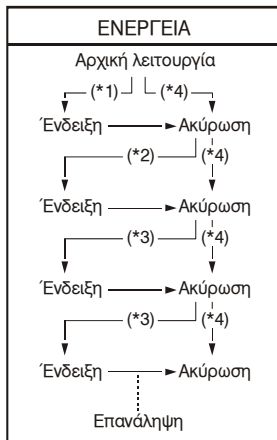 ΕΝΕΡΓΕΙΑ
Αρχική λειτουργία
(*1) (*4)
Ένδειξη Ακύρωση
(*2) (*4)
Ένδειξη Ακύρωση
(*3) (*4)
Ένδειξη Ακύρωση
(*3) (*4)
Ένδειξη Ακύρωση
Επανάληψη